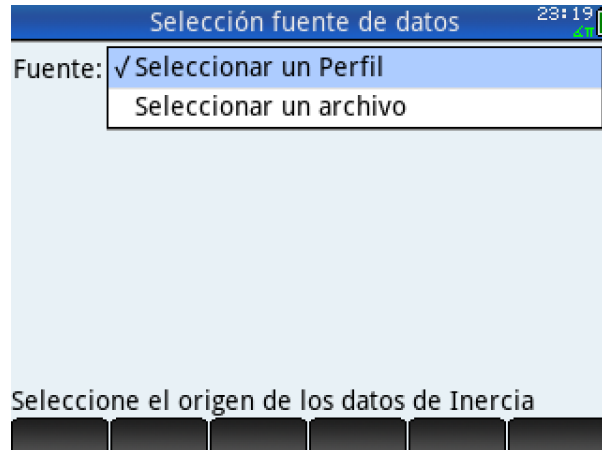 Selección fuente de datos
23:19
∠π
Fuente:
√ Seleccionar un Perfil
Seleccionar un archivo
Seleccione el origen de los datos de Inercia